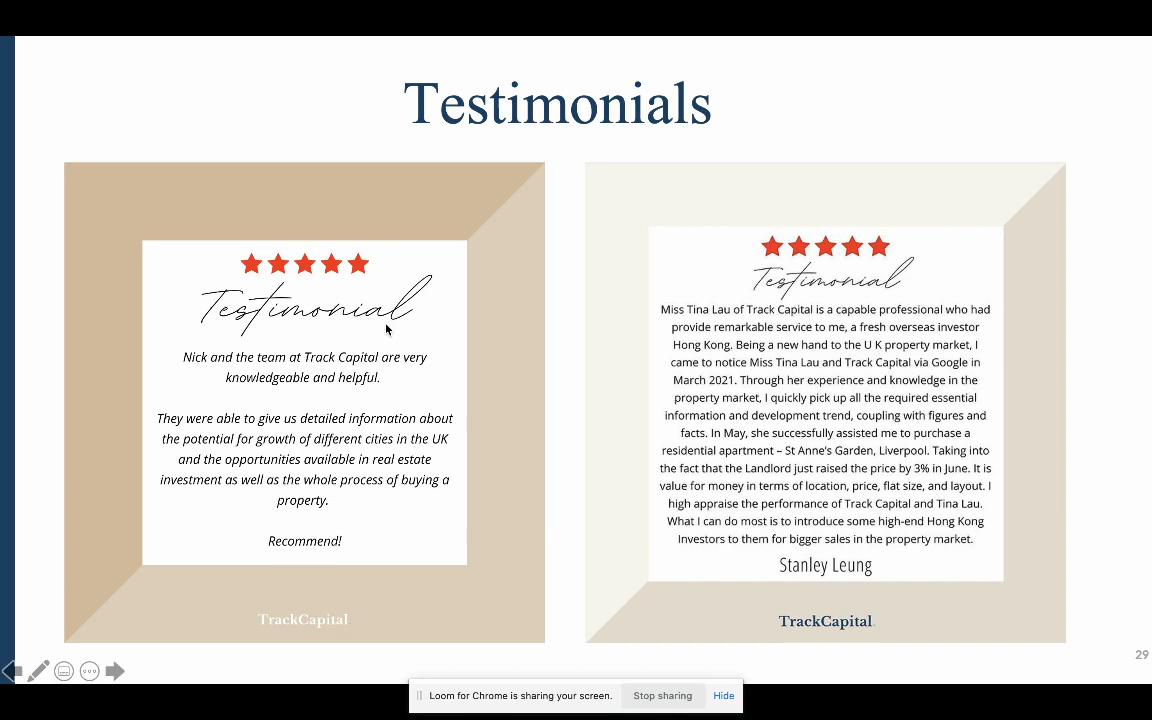 Testimonials
Testimonial
Nick and the team at Track Capital are very
knowledgeable and helpful.
They were able to give us detailed information about
the potential for growth of different cities in the UK
and the opportunities available in real estate
investment as well as the whole process of buying a
property.
Recommend!
TrackCapital
Testimonial
Miss Tina Lau of Track Capital is a capable professional who had
provide remarkable service to me, a fresh overseas investor
Hong Kong. Being a new hand to the U K property market, I
came to notice Miss Tina Lau and Track Capital via Google in
March 2021. Through her experience and knowledge in the
property market, I quickly pick up all the required essential
information and development trend, coupling with figures and
facts. In May, she successfully assisted me to purchase a
residential apartment – St Anne's Garden, Liverpool. Taking into
the fact that the Landlord just raised the price by 3% in June. It is
value for money in terms of location, price, flat size, and layout. I
high appraise the performance of Track Capital and Tina Lau.
What I can do most is to introduce some high-end Hong Kong
Investors to them for bigger sales in the property market.
Stanley Leung
TrackCapital.
29
Loom for Chrome is sharing your screen. Stop sharing Hide